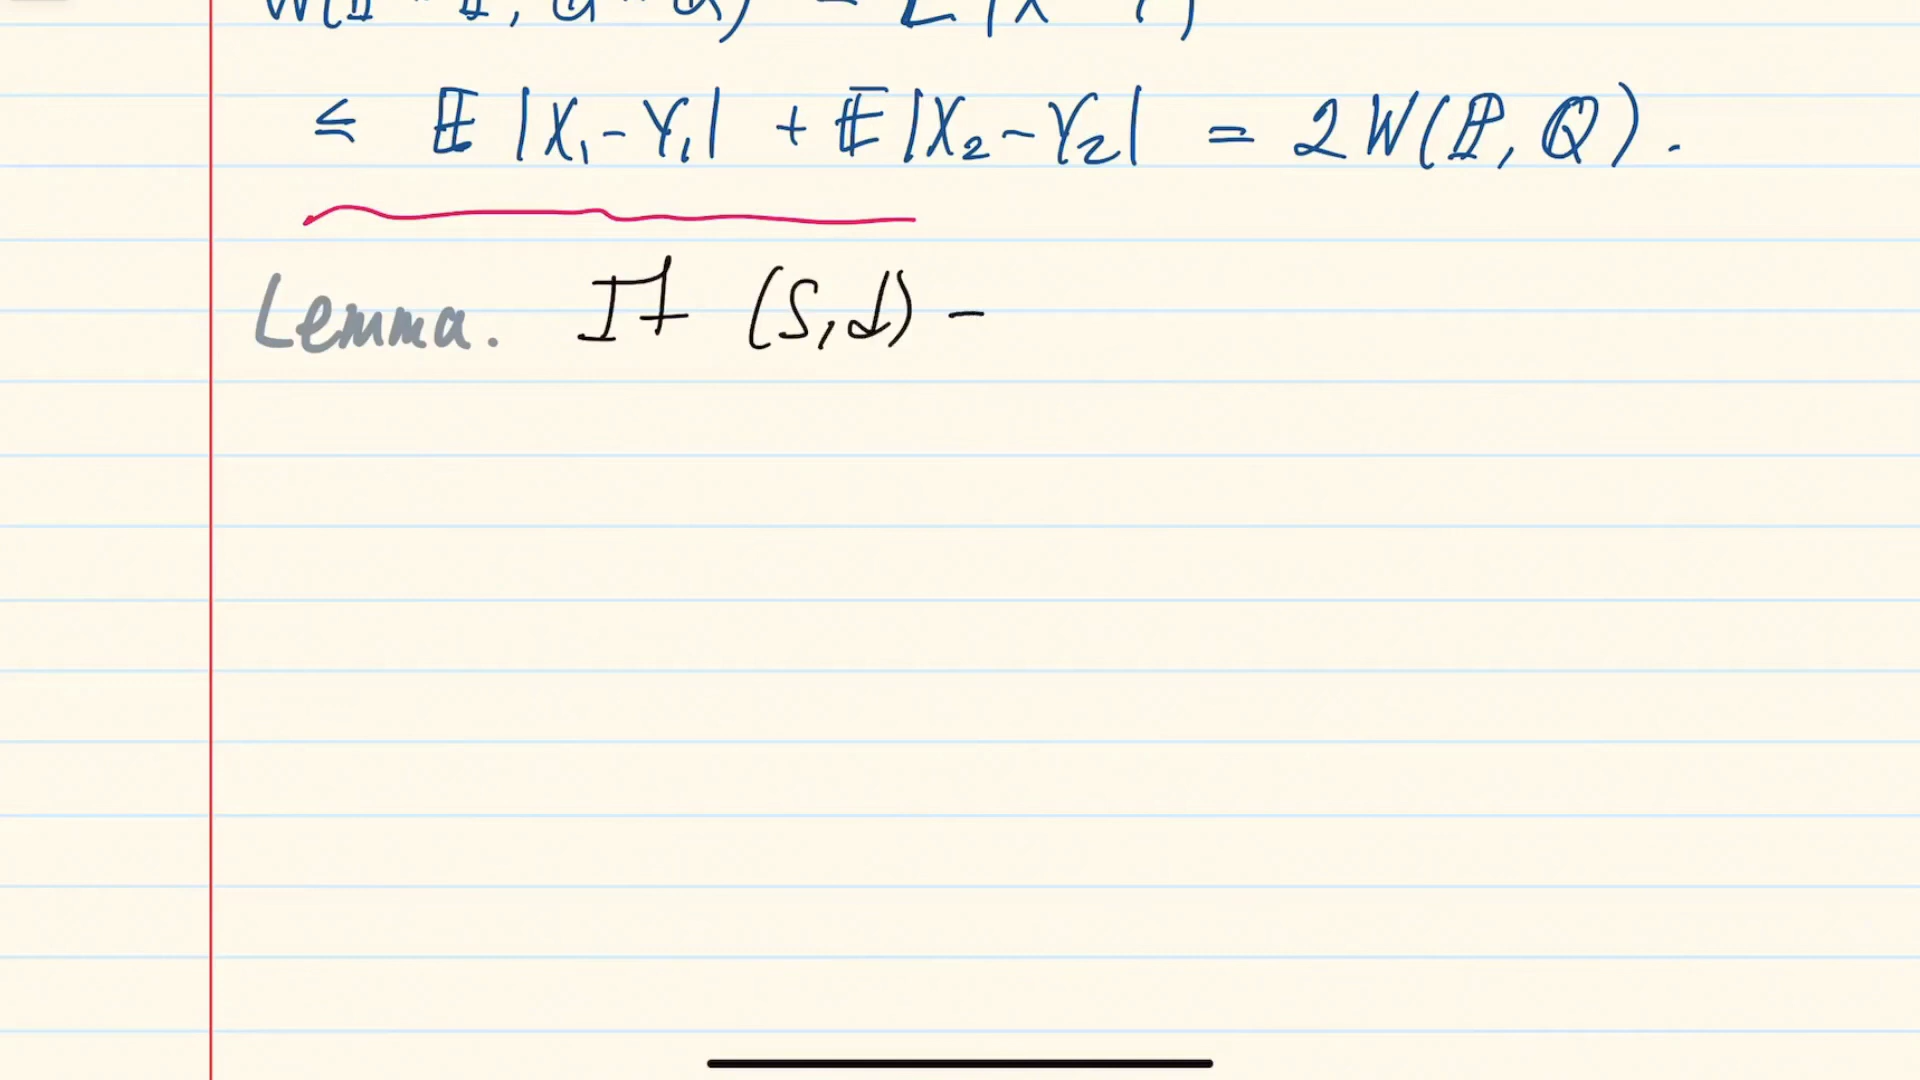 ≤ 𝔼 |X₁-Y₁| + 𝔼 |X₂-Y₂| = 2W(ℙ, ℚ).
Lemma. If (S,d) -